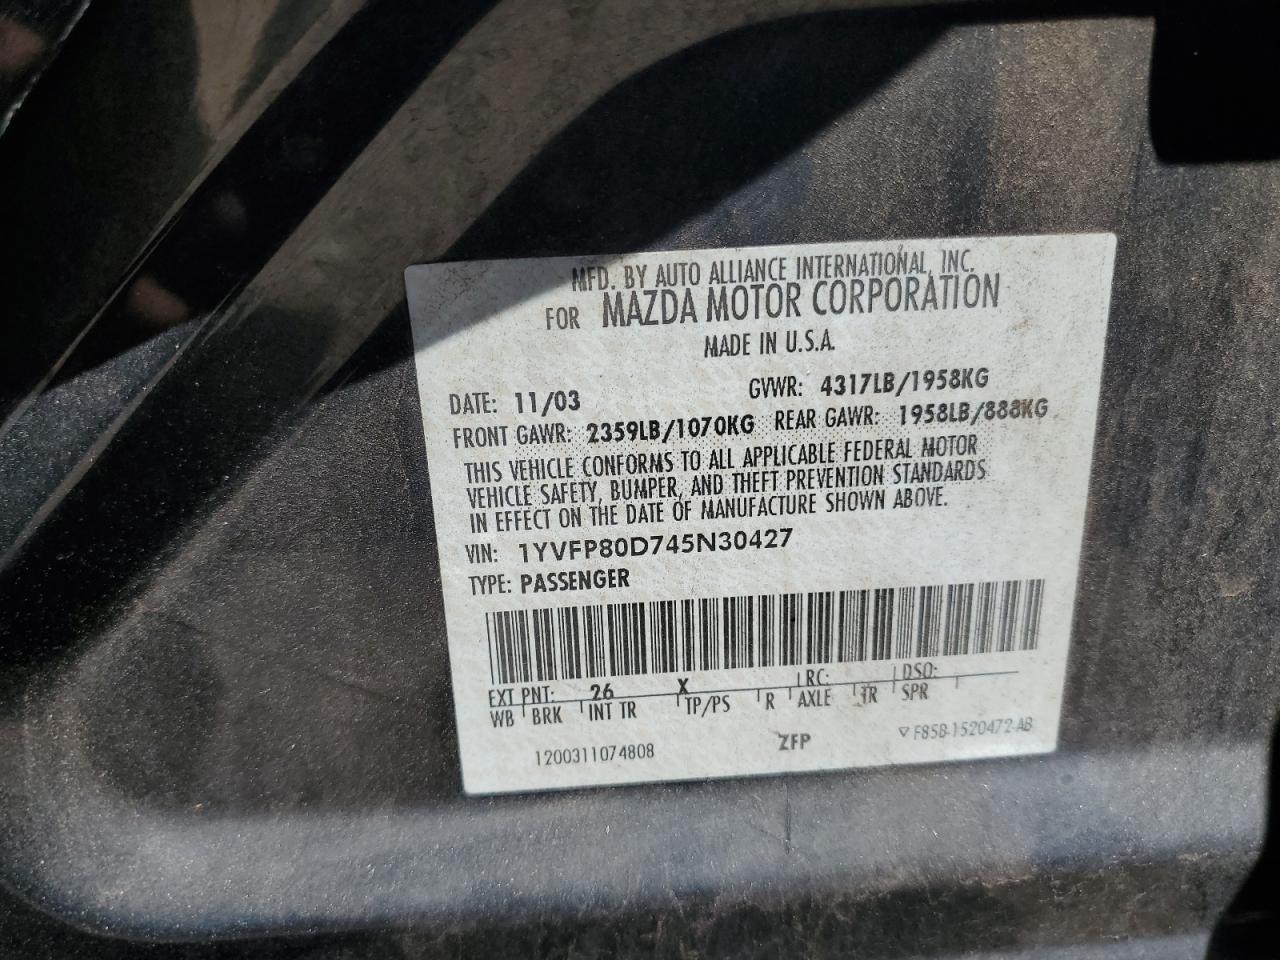 MFD. BY AUTO ALLIANCE INTERNATIONAL, INC.
FOR MAZDA MOTOR CORPORATION
MADE IN U.S.A.
DATE: 11/03 GVWR: 4317LB/1958KG
FRONT GAWR: 2359LB/1070KG REAR GAWR: 1958LB/888KG
THIS VEHICLE CONFORMS TO ALL APPLICABLE FEDERAL MOTOR
VEHICLE SAFETY, BUMPER, AND THEFT PREVENTION STANDARDS
IN EFFECT ON THE DATE OF MANUFACTURE SHOWN ABOVE.
VIN: 1YVFP80D745N30427
TYPE: PASSENGER
EXT PNT: 26 X RC: DSO:
WB BRK INT TR TP/PS R AXLE TR SPR
1200311074808 ZFP F85B-1520472-AB